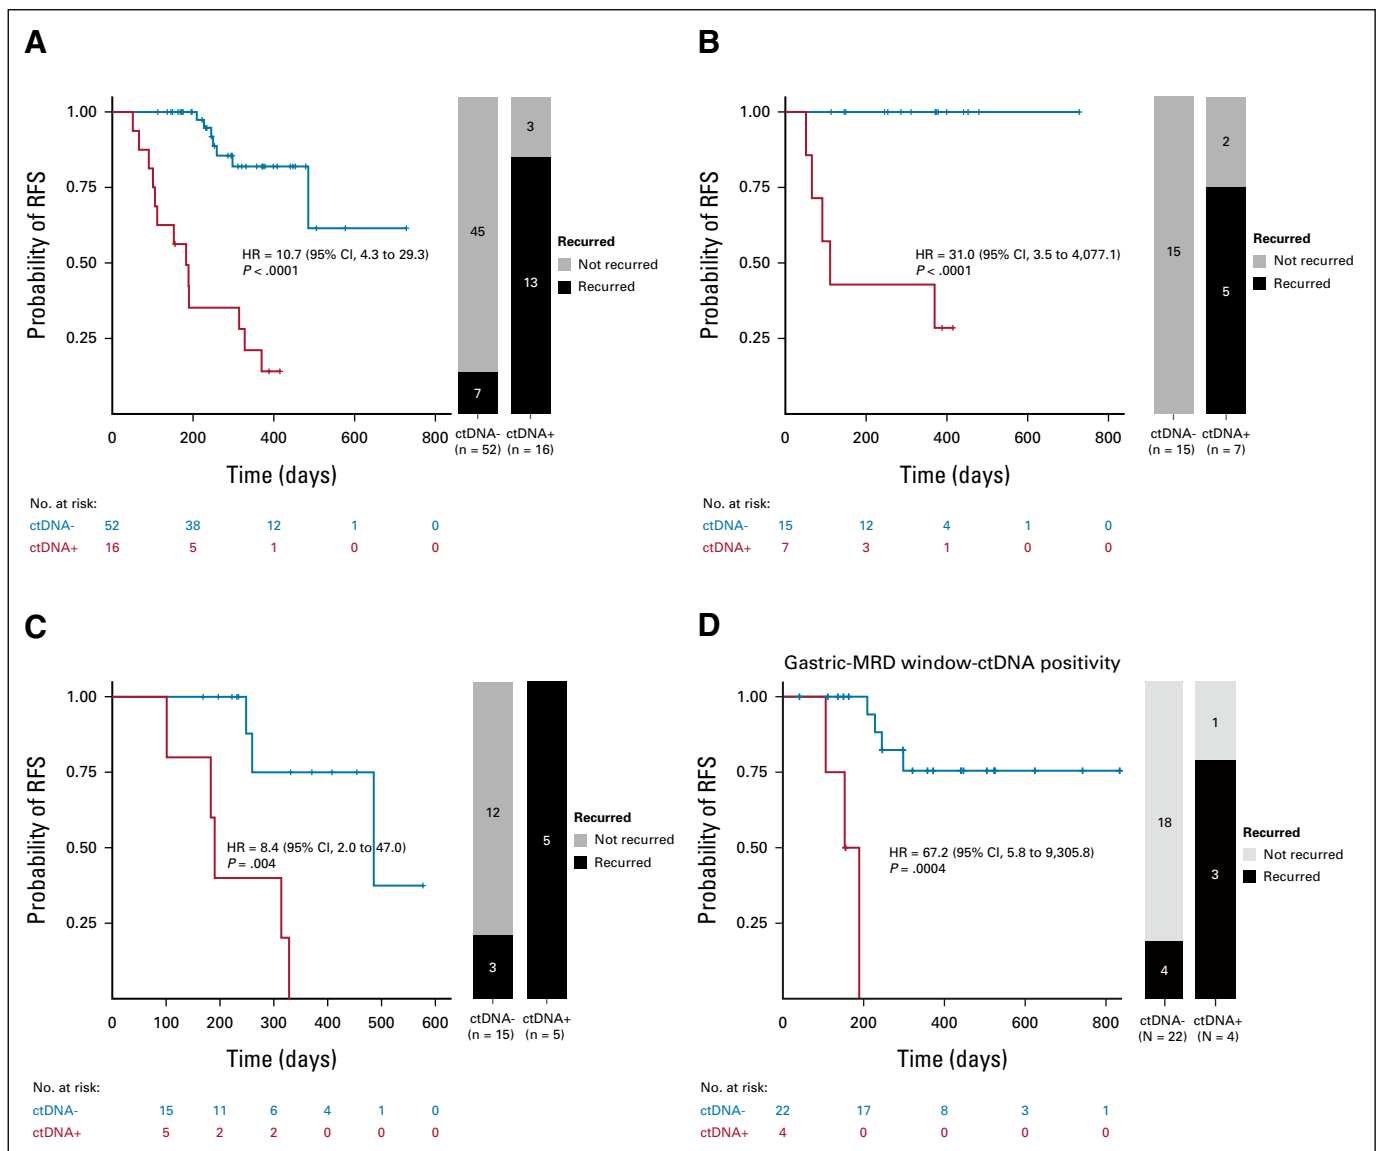 A
1.00
0.75
0.50
0.25
Probability of RFS
HR = 10.7 (95% CI, 4.3 to 29.3)
P < .0001
0 200 400 600 800
Time (days)
45
7
3
13
ctDNA- ctDNA+
(n = 52) (n = 16)
Recurred
Not recurred
Recurred
No. at risk:
ctDNA- 52 38 12 1 0
ctDNA+ 16 5 1 0 0
B
1.00
0.75
0.50
0.25
Probability of RFS
HR = 31.0 (95% CI, 3.5 to 4,077.1)
P < .0001
0 200 400 600 800
Time (days)
15
2
5
ctDNA- ctDNA+
(n = 15) (n = 7)
Recurred
Not recurred
Recurred
No. at risk:
ctDNA- 15 12 4 1 0
ctDNA+ 7 3 1 0 0
C
1.00
0.75
0.50
0.25
Probability of RFS
HR = 8.4 (95% CI, 2.0 to 47.0)
P = .004
0 100 200 300 400 500 600
Time (days)
12
3
5
ctDNA- ctDNA+
(n = 15) (n = 5)
Recurred
Not recurred
Recurred
No. at risk:
ctDNA- 15 11 6 4 1 0
ctDNA+ 5 2 2 0 0 0
D
Gastric-MRD window-ctDNA positivity
1.00
0.75
0.50
0.25
Probability of RFS
HR = 67.2 (95% CI, 5.8 to 9,305.8)
P = .0004
0 200 400 600 800
Time (days)
18
4
1
3
ctDNA- ctDNA+
(N = 22) (N = 4)
Recurred
Not recurred
Recurred
No. at risk:
ctDNA- 22 17 8 3 1
ctDNA+ 4 0 0 0 0